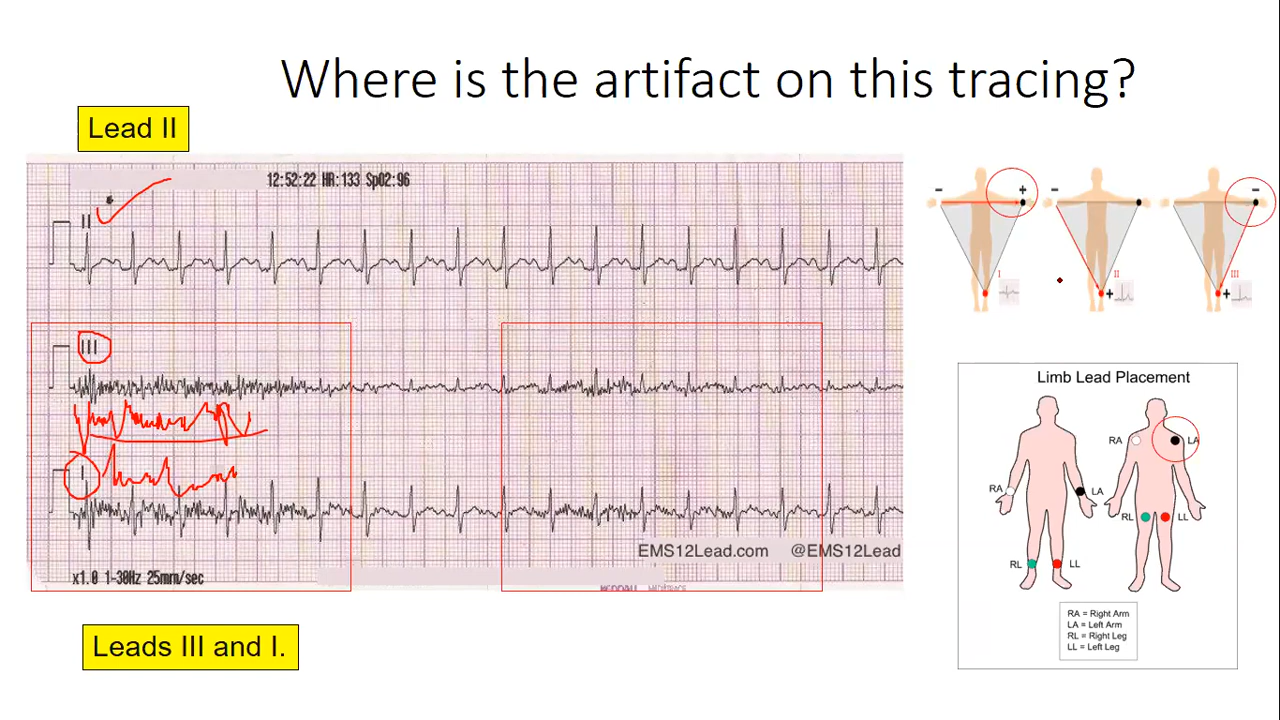 Where is the artifact on this tracing?
Lead II
12:52:22 HR:133 SpO2:96
II
III
I
EMS12Lead.com @EMS12Lead
x1.0 1-30Hz 25mm/sec
Leads III and I.
- +
I
-
II
+
-
III
+
Limb Lead Placement
RA LA
RA LA
RL LL
RL LL
RA = Right Arm
LA = Left Arm
RL = Right Leg
LL = Left Leg